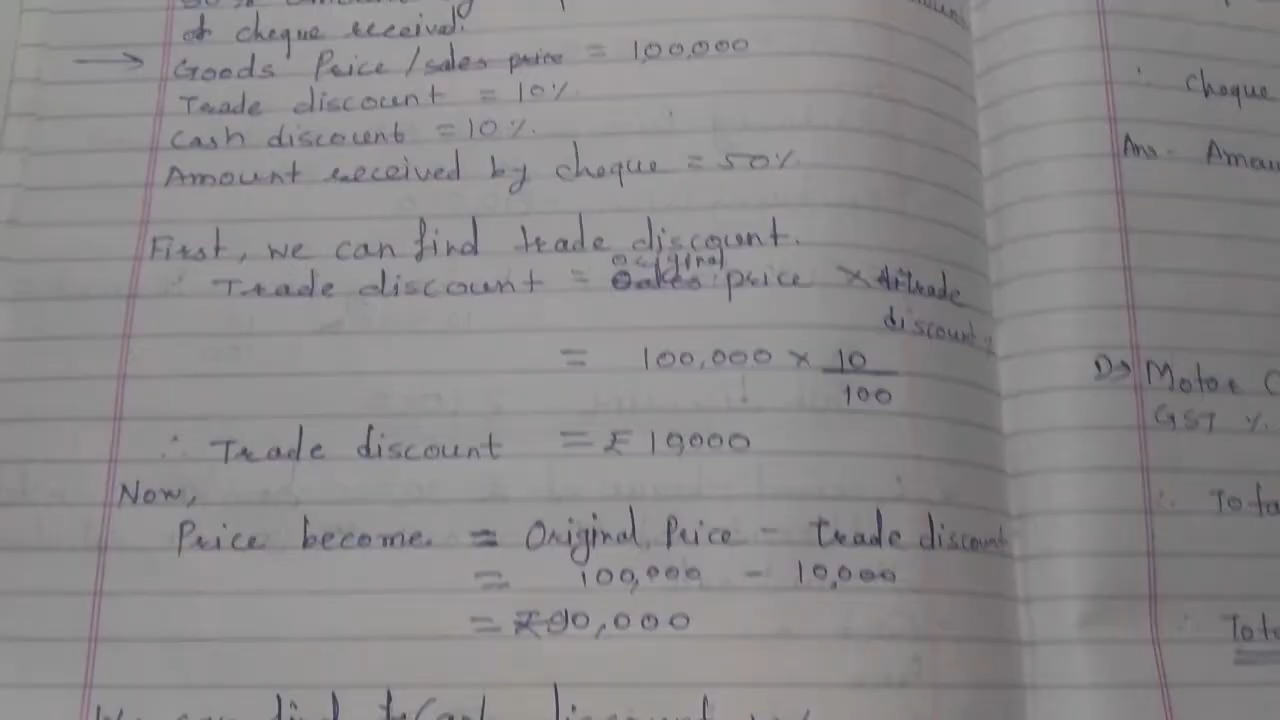 of cheque received.
→ Goods Price/sales price = 100,000
Trade discount = 10%
Cash discount = 10%.
Amount received by cheque = 50%
First, we can find trade discount.
∴ Trade discount = original price × trade
discount
= 100,000 × 10
100
∴ Trade discount = ₹ 10000
Now,
Price become = Original Price - trade discount
= 100,000 - 10,000
= ₹90,000
cheque
Ans - Amou
D→ Motor C
GST %.
∴ Tota
∴ Tota